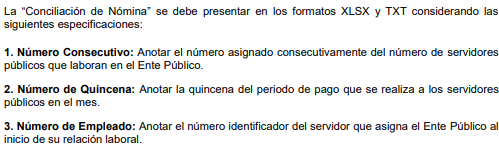 La “Conciliación de Nómina” se debe presentar en los formatos XLSX y TXT considerando las
siguientes especificaciones:
1. Número Consecutivo: Anotar el número asignado consecutivamente del número de servidores
públicos que laboran en el Ente Público.
2. Número de Quincena: Anotar la quincena del periodo de pago que se realiza a los servidores
públicos en el mes.
3. Número de Empleado: Anotar el número identificador del servidor que asigna el Ente Público al
inicio de su relación laboral.